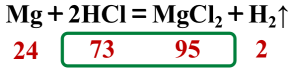 Mg + 2HCl = MgCl₂ + H₂↑
24 73 95 2